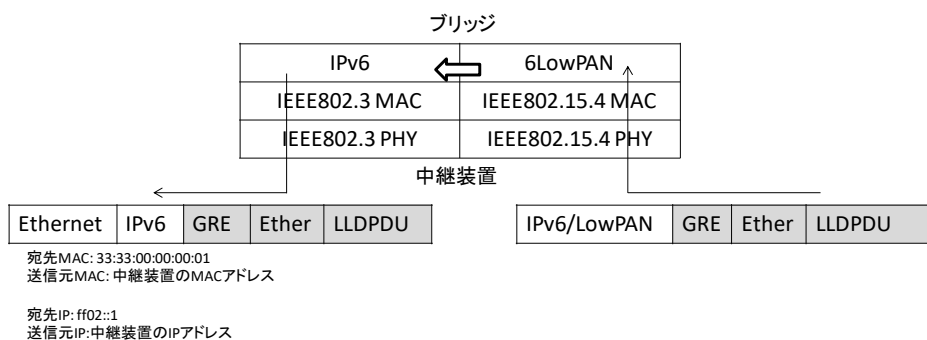 ブリッジ
IPv6 6LowPAN
IEEE802.3 MAC IEEE802.15.4 MAC
IEEE802.3 PHY IEEE802.15.4 PHY
中継装置
Ethernet IPv6 GRE Ether LLDPDU IPv6/LowPAN GRE Ether LLDPDU
宛先MAC: 33:33:00:00:00:01
送信元MAC: 中継装置のMACアドレス
宛先IP: ff02::1
送信元IP:中継装置のIPアドレス